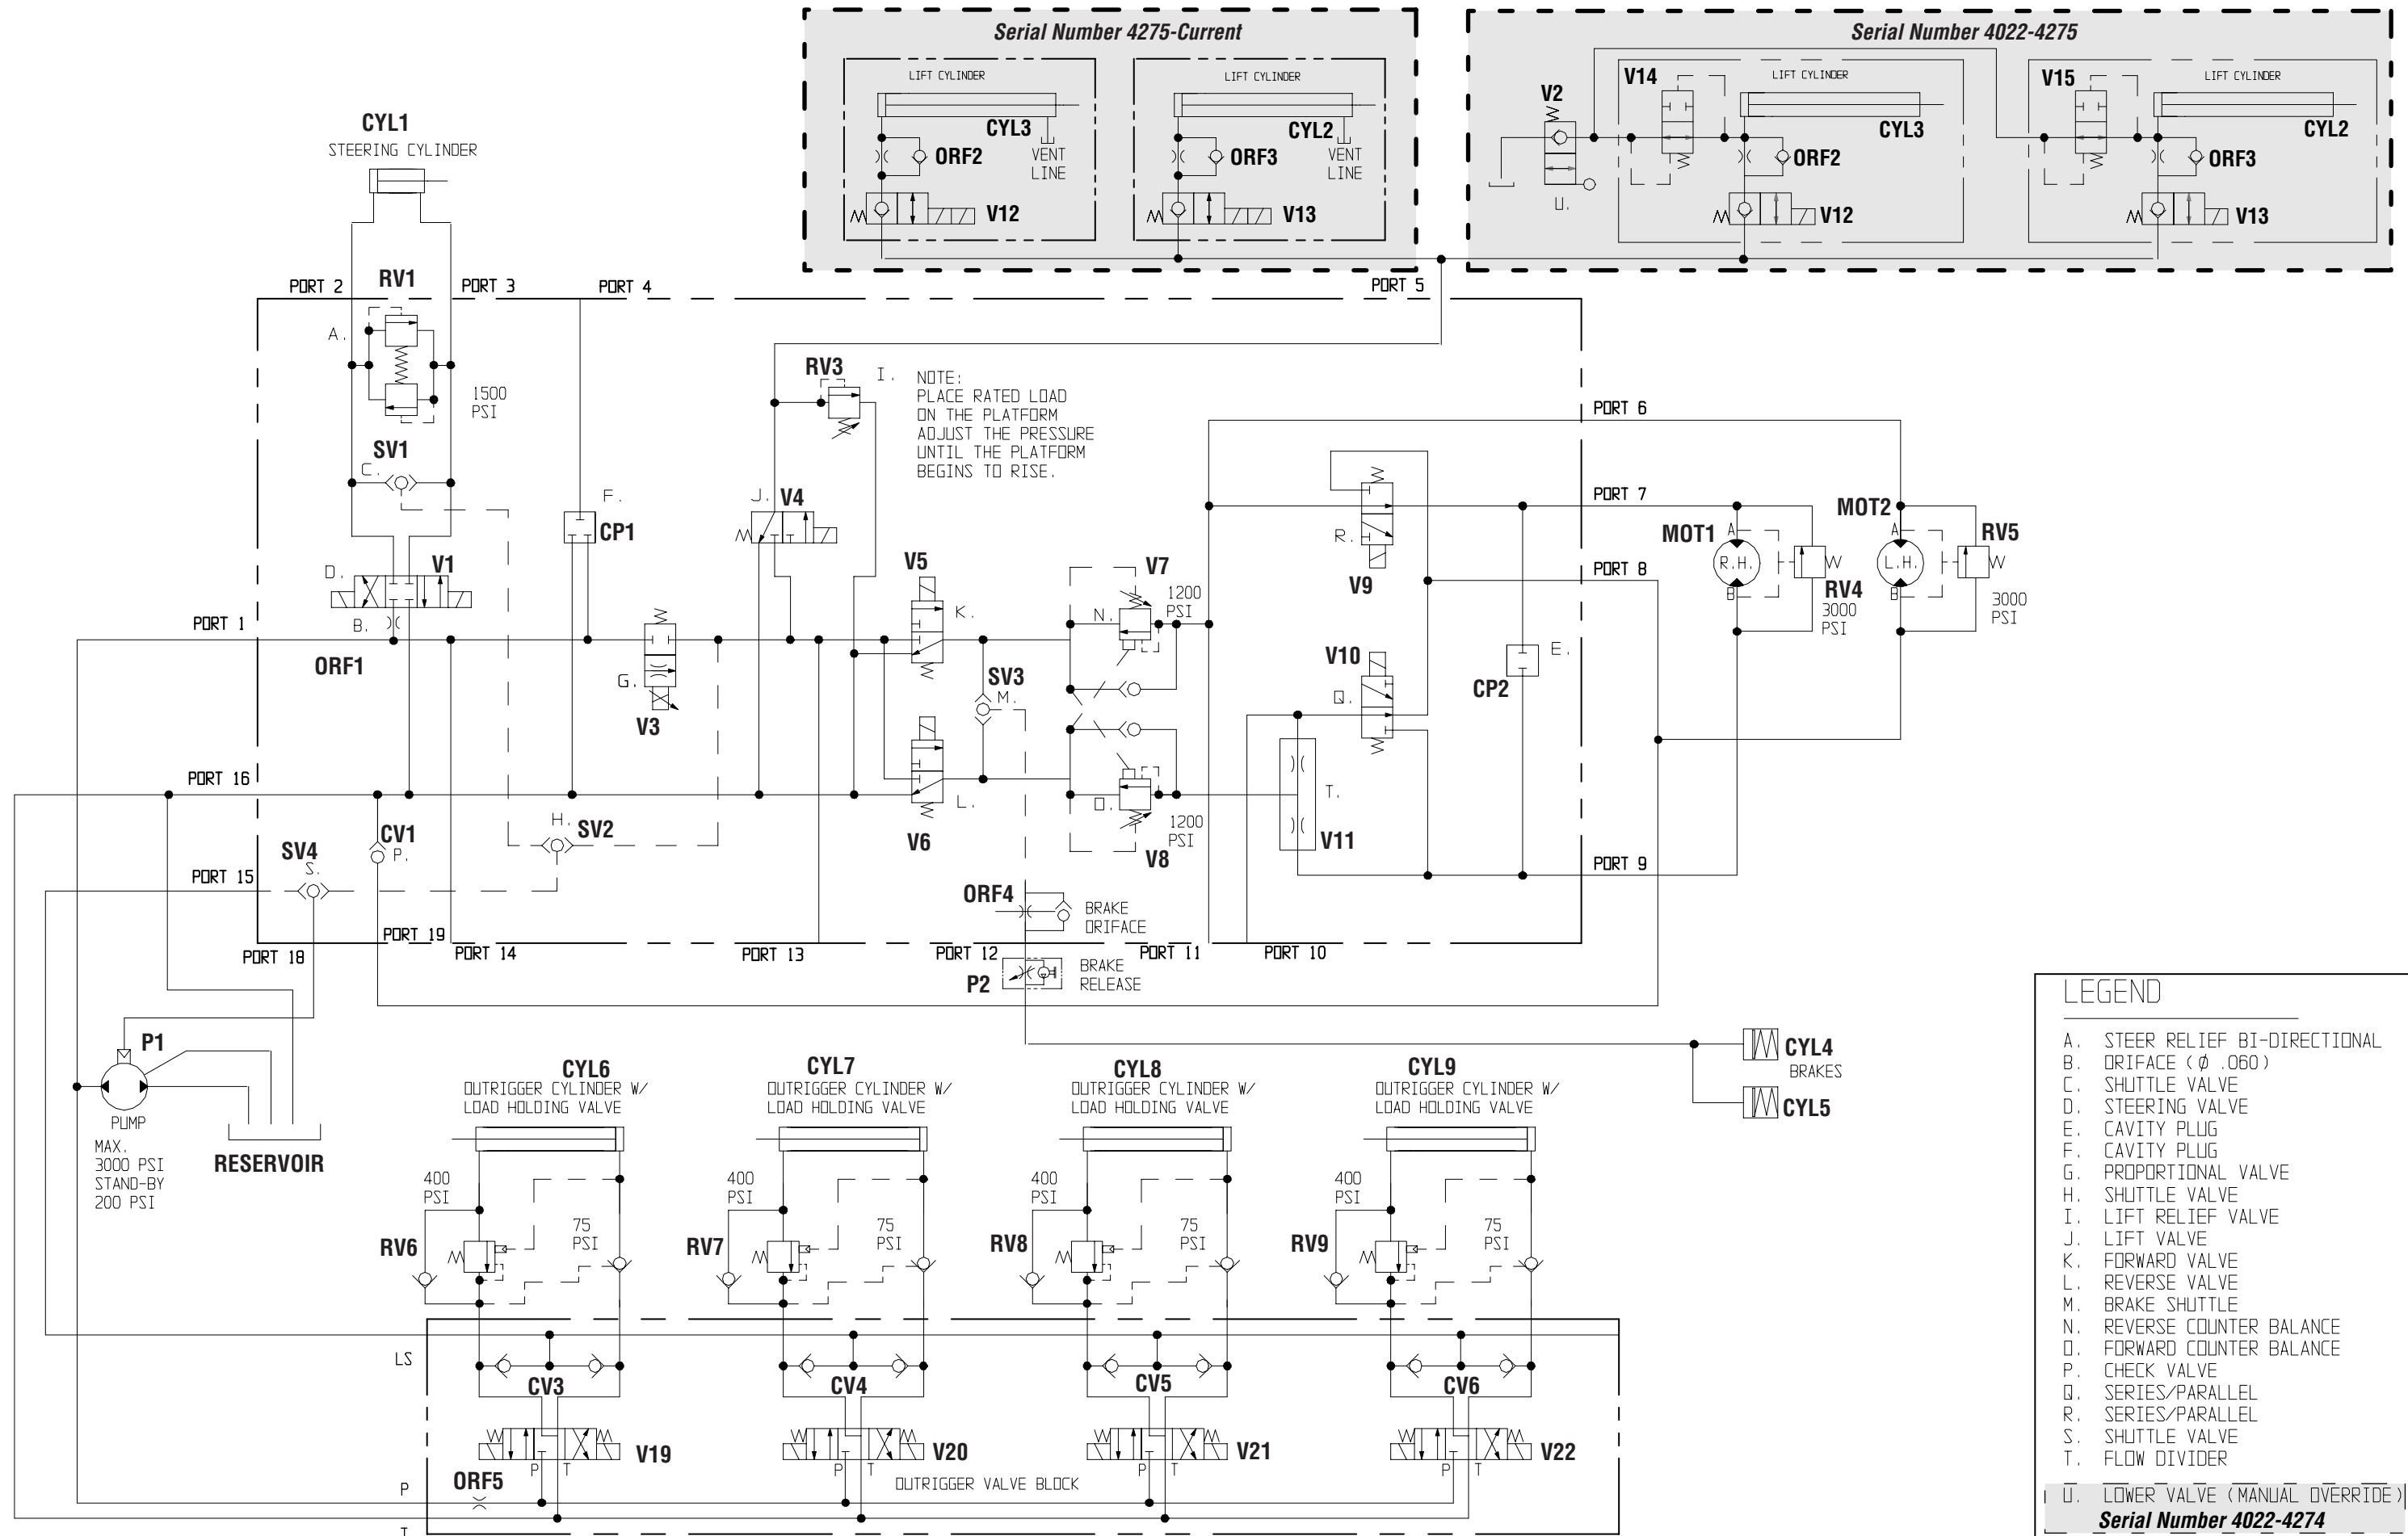 Serial Number 4275-Current
LIFT CYLINDER
LIFT CYLINDER
CYL3
CYL2
ORF2
ORF3
VENT
LINE
VENT
LINE
V12
V13
Serial Number 4022-4275
V2
V14
LIFT CYLINDER
V15
LIFT CYLINDER
CYL3
CYL2
ORF2
ORF3
U.
V12
V13
CYL1
STEERING CYLINDER
PORT 2
RV1
PORT 3
PORT 4
PORT 5
A.
1500
PSI
SV1
C.
RV3
I.
NOTE:
PLACE RATED LOAD
ON THE PLATFORM
ADJUST THE PRESSURE
UNTIL THE PLATFORM
BEGINS TO RISE.
PORT 6
PORT 7
PORT 8
F.
CP1
J.
V4
D.
V1
B.
ORF1
PORT 1
G.
V3
V5
K.
V7
1200
PSI
N.
SV3
M.
R.
V9
V10
Q.
E.
CP2
MOT1
A
R.H.
B
RV4
3000
PSI
MOT2
A
L.H.
B
RV5
3000
PSI
PORT 16
L.
V6
O.
1200
PSI
V8
T.
V11
PORT 9
CV1
P.
H.
SV2
SV4
S.
PORT 15
ORF4
BRAKE
ORIFACE
PORT 18
PORT 19
PORT 14
PORT 13
PORT 12
PORT 11
PORT 10
P2
BRAKE
RELEASE
P1
PUMP
MAX.
3000 PSI
STAND-BY
200 PSI
RESERVOIR
CYL4
BRAKES
CYL5
CYL6
OUTRIGGER CYLINDER W/
LOAD HOLDING VALVE
CYL7
OUTRIGGER CYLINDER W/
LOAD HOLDING VALVE
CYL8
OUTRIGGER CYLINDER W/
LOAD HOLDING VALVE
CYL9
OUTRIGGER CYLINDER W/
LOAD HOLDING VALVE
400
PSI
75
PSI
RV6
400
PSI
75
PSI
RV7
400
PSI
75
PSI
RV8
400
PSI
75
PSI
RV9
LS
CV3
CV4
CV5
CV6
V19
P T
V20
P T
V21
P T
V22
P T
ORF5
OUTRIGGER VALVE BLOCK
P
T
LEGEND
A. STEER RELIEF BI-DIRECTIONAL
B. ORIFACE (Ø .060)
C. SHUTTLE VALVE
D. STEERING VALVE
E. CAVITY PLUG
F. CAVITY PLUG
G. PROPORTIONAL VALVE
H. SHUTTLE VALVE
I. LIFT RELIEF VALVE
J. LIFT VALVE
K. FORWARD VALVE
L. REVERSE VALVE
M. BRAKE SHUTTLE
N. REVERSE COUNTER BALANCE
O. FORWARD COUNTER BALANCE
P. CHECK VALVE
Q. SERIES/PARALLEL
R. SERIES/PARALLEL
S. SHUTTLE VALVE
T. FLOW DIVIDER
U. LOWER VALVE (MANUAL OVERRIDE)
Serial Number 4022-4274